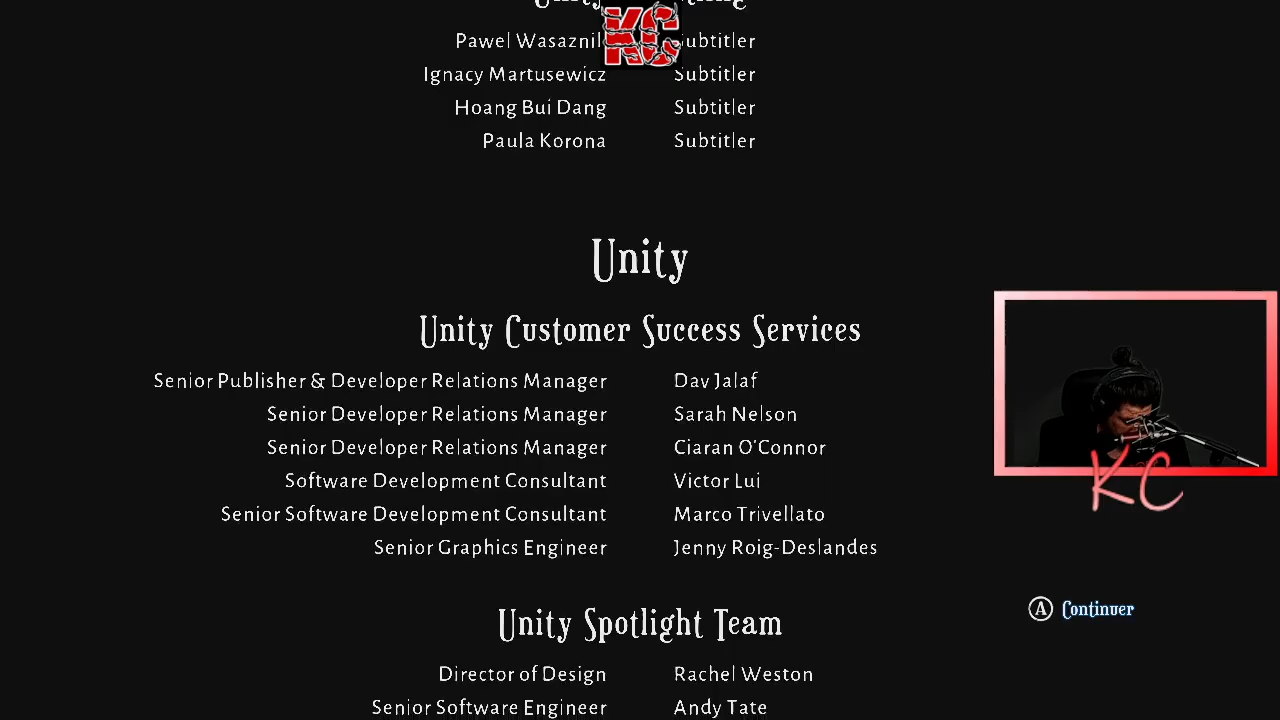 KC
Pawel Wasaznik Subtitler
Ignacy Martusewicz Subtitler
Hoang Bui Dang Subtitler
Paula Korona Subtitler
Unity
Unity Customer Success Services
Senior Publisher & Developer Relations Manager Dav Jalaf
Senior Developer Relations Manager Sarah Nelson
Senior Developer Relations Manager Ciaran O'Connor
Software Development Consultant Victor Lui
Senior Software Development Consultant Marco Trivellato
Senior Graphics Engineer Jenny Roig-Deslandes
KC
A Continuer
Unity Spotlight Team
Director of Design Rachel Weston
Senior Software Engineer Andy Tate